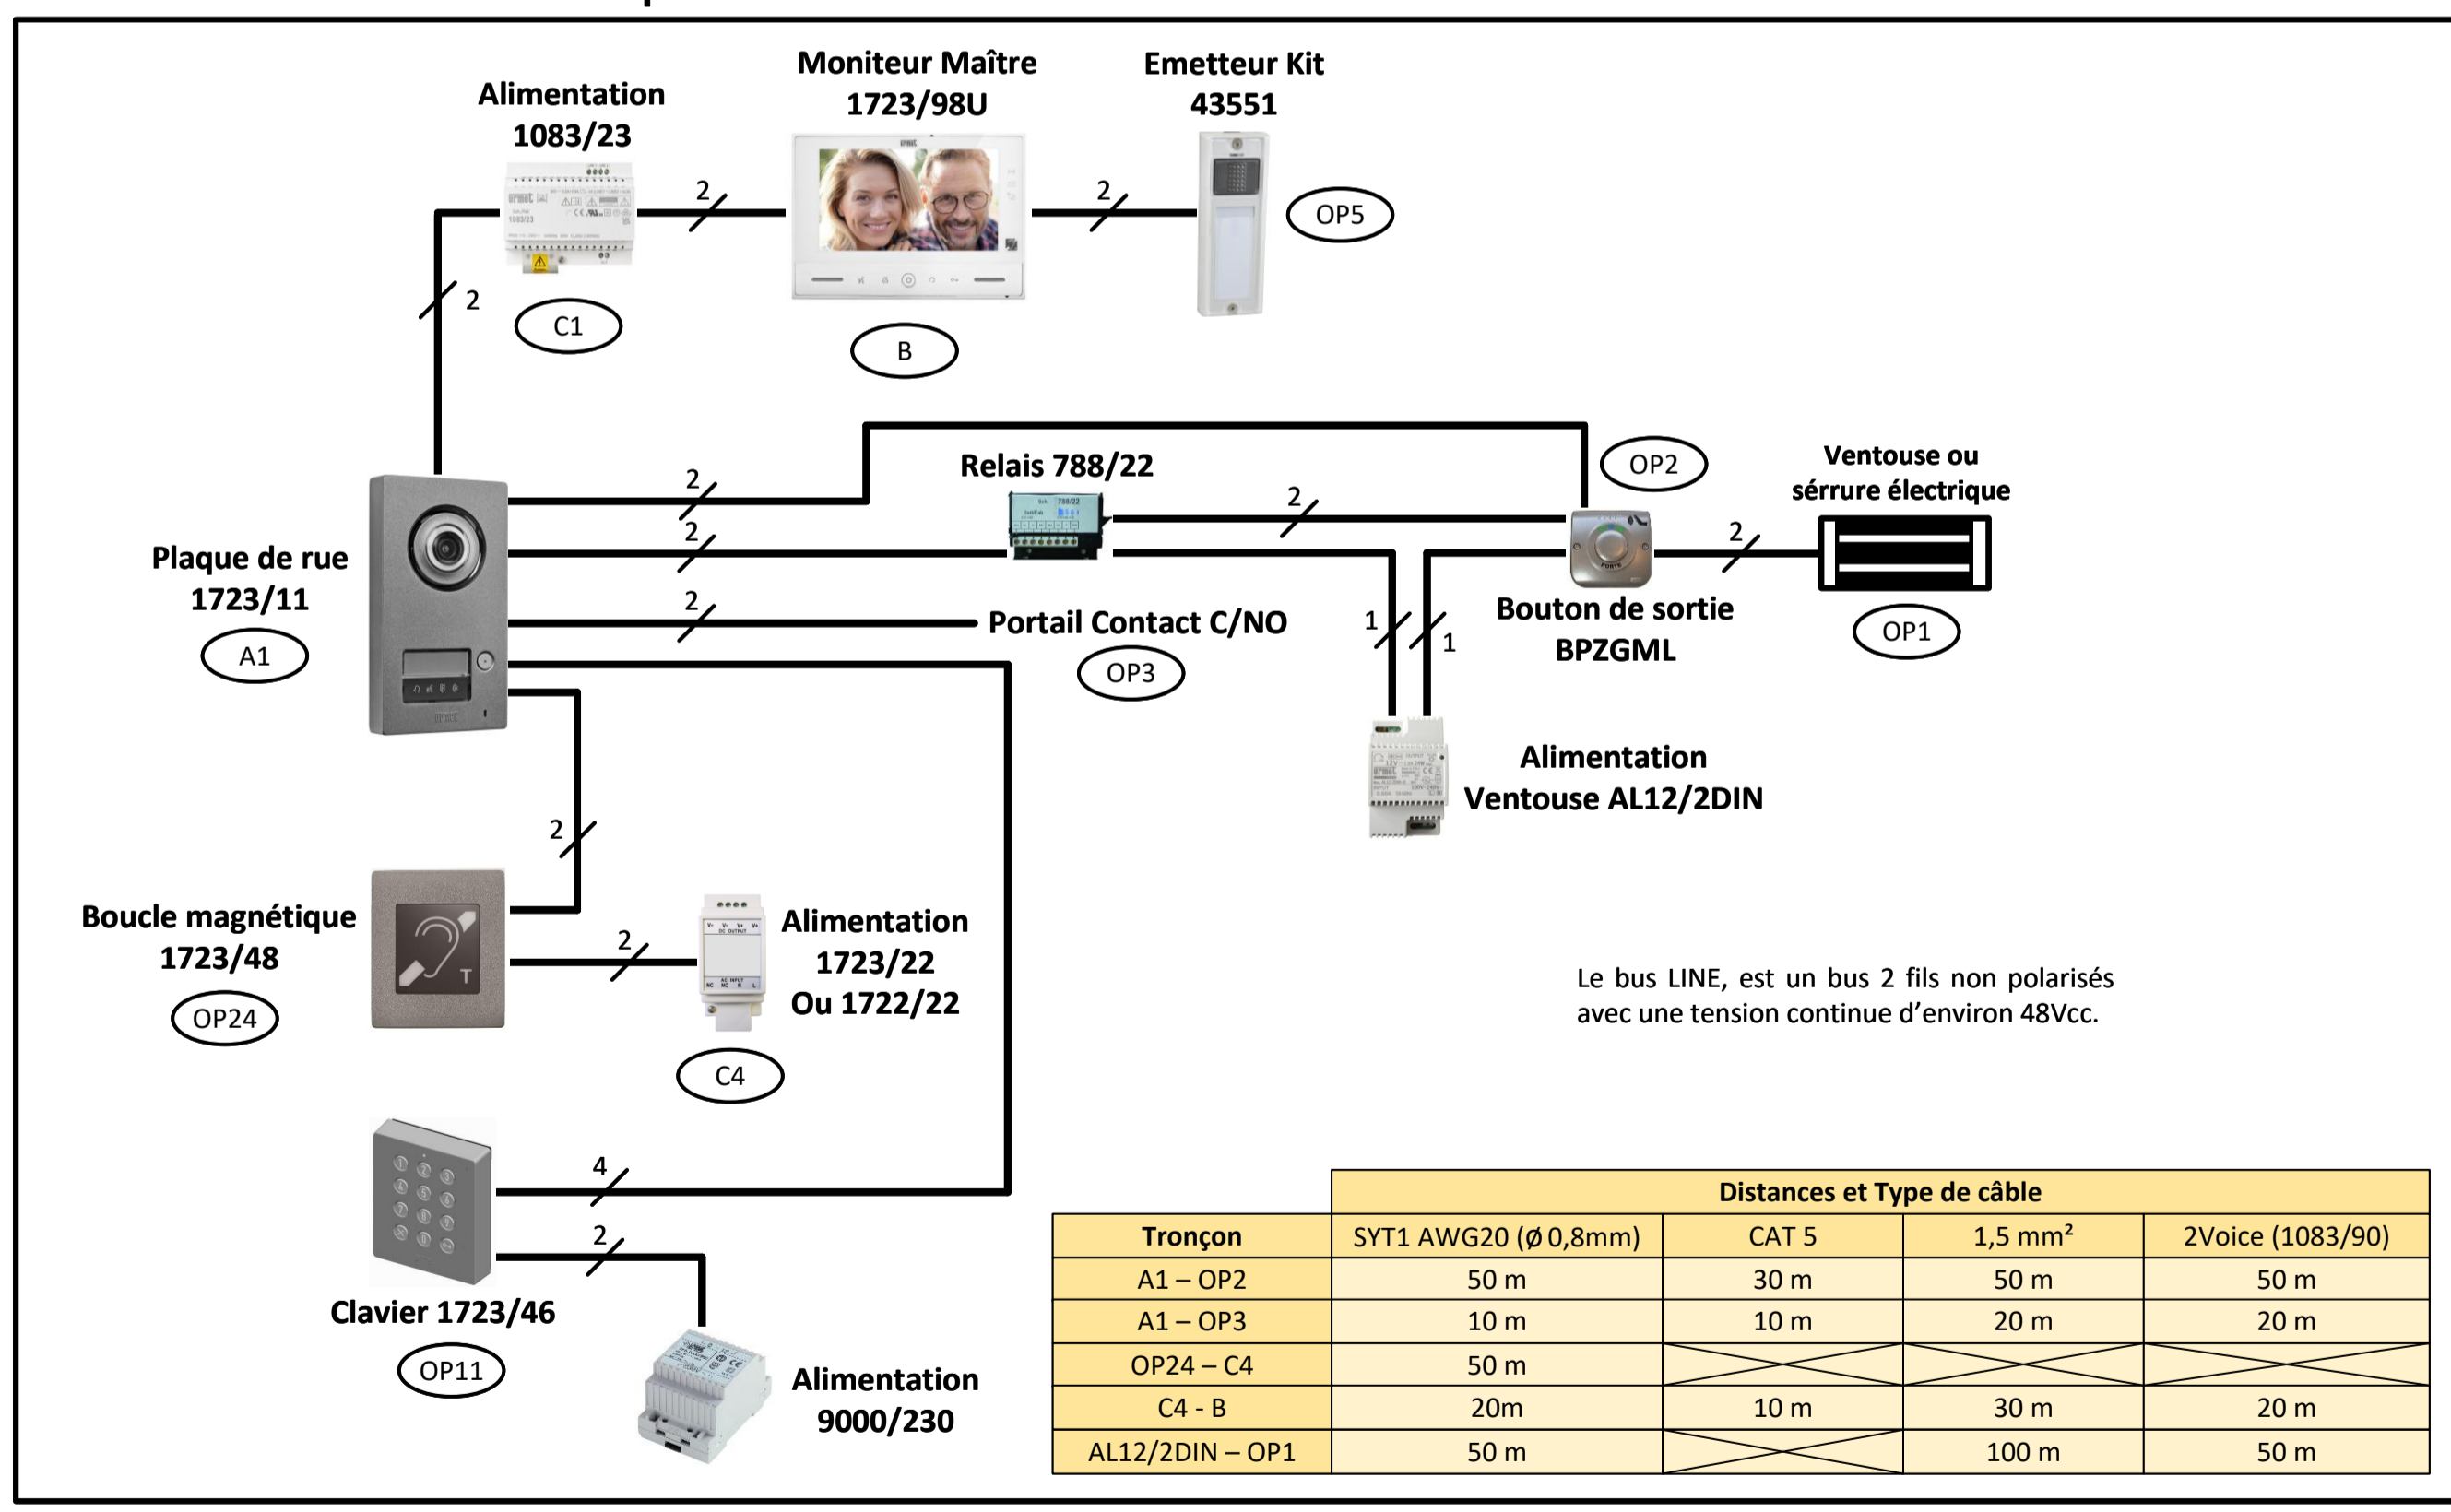 Moniteur Maître
1723/98U
Emetteur Kit
43551
Alimentation
1083/23
2
2
OP5
2
C1
B
OP2
Ventouse ou
sérrure électrique
Relais 788/22
2
2
2
2
Plaque de rue
1723/11
A1
2
Portail Contact C/NO
OP3
1
1
Bouton de sortie
BPZGML
OP1
Alimentation
Ventouse AL12/2DIN
2
Boucle magnétique
1723/48
OP24
2
Alimentation
1723/22
Ou 1722/22
C4
Le bus LINE, est un bus 2 fils non polarisés
avec une tension continue d’environ 48Vcc.
4
2
Clavier 1723/46
OP11
Alimentation
9000/230
Distances et Type de câble
Tronçon SYT1 AWG20 (Ø 0,8mm) CAT 5 1,5 mm² 2Voice (1083/90)
A1 – OP2 50 m 30 m 50 m 50 m
A1 – OP3 10 m 10 m 20 m 20 m
OP24 – C4 50 m
C4 - B 20m 10 m 30 m 20 m
AL12/2DIN – OP1 50 m 100 m 50 m